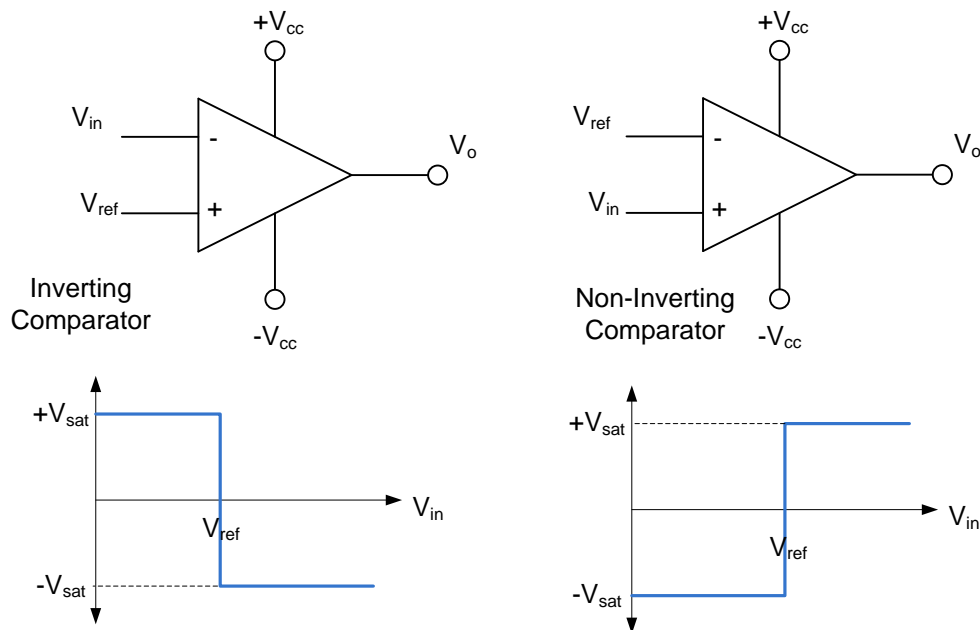 +Vcc
Vin
-
Vo
Vref
+
Inverting
Comparator
-Vcc
+Vcc
Vref
-
Vo
Vin
+
Non-Inverting
Comparator
-Vcc
+Vsat
Vin
Vref
-Vsat
+Vsat
Vin
Vref
-Vsat